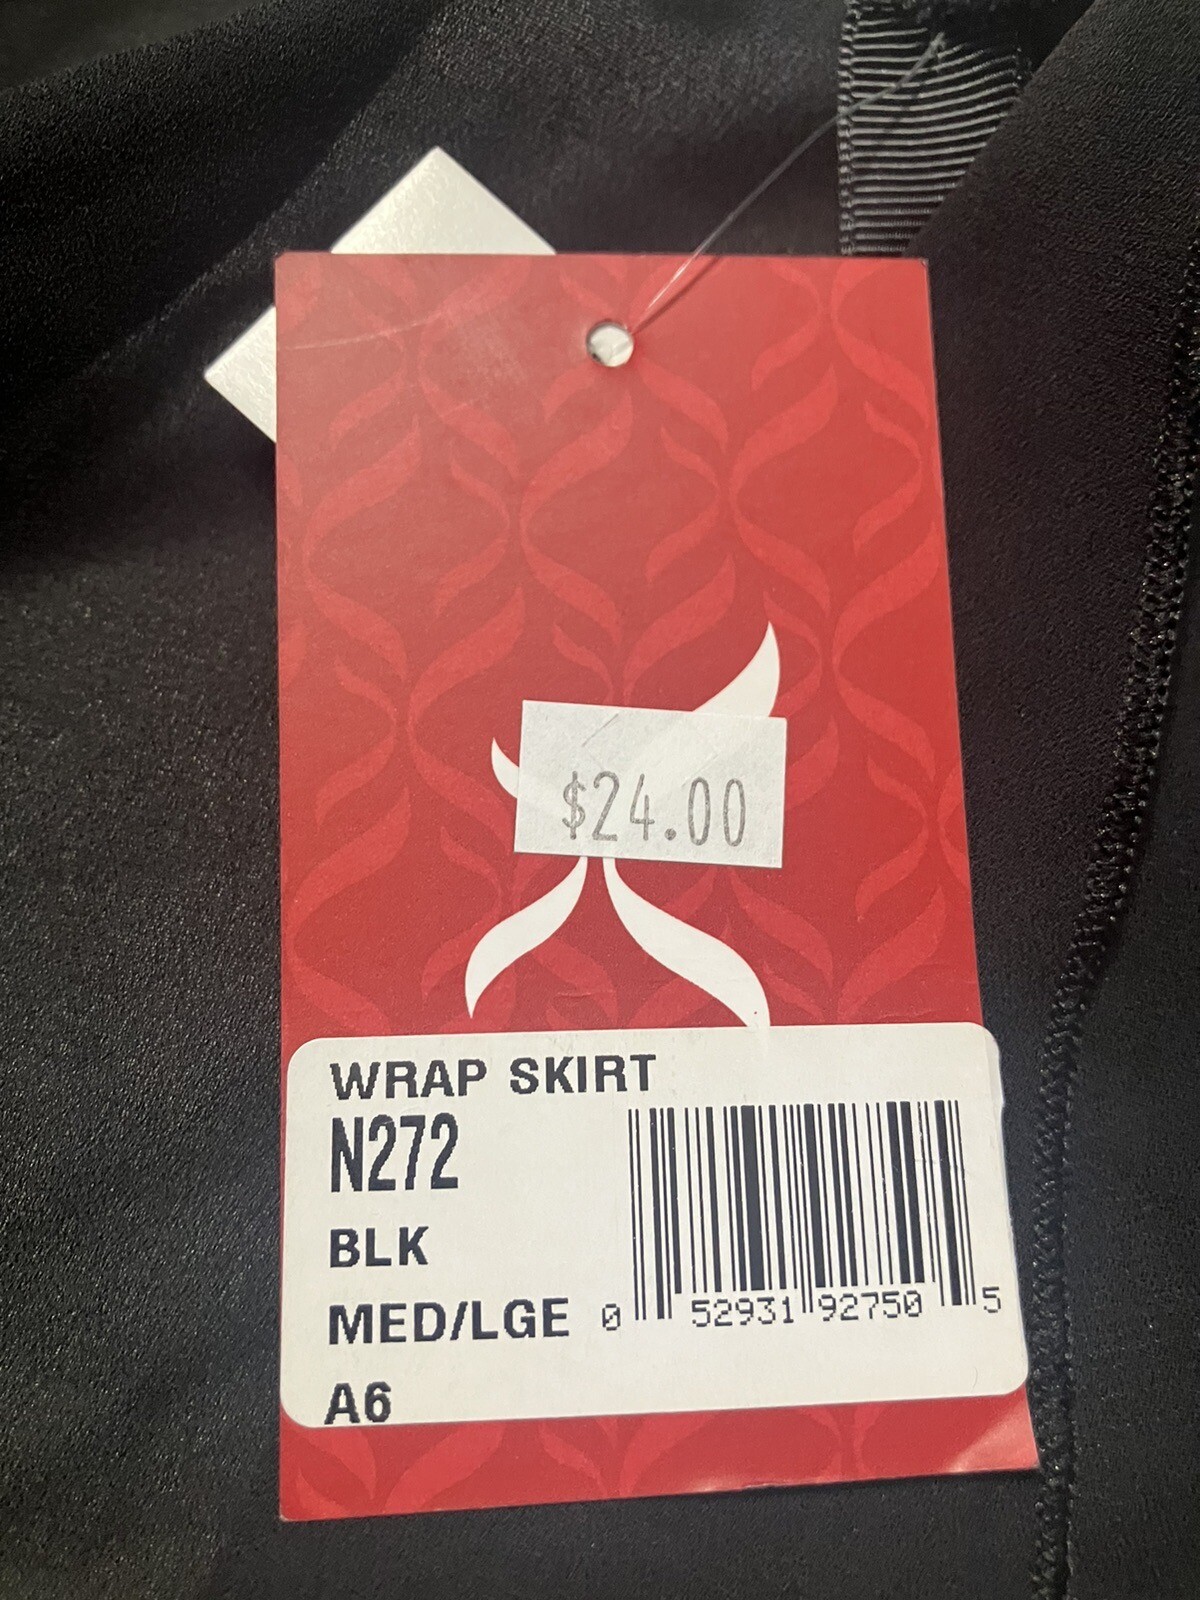 $24.00
WRAP SKIRT
N272
BLK
MED/LGE
A6
0 52931 92750 5